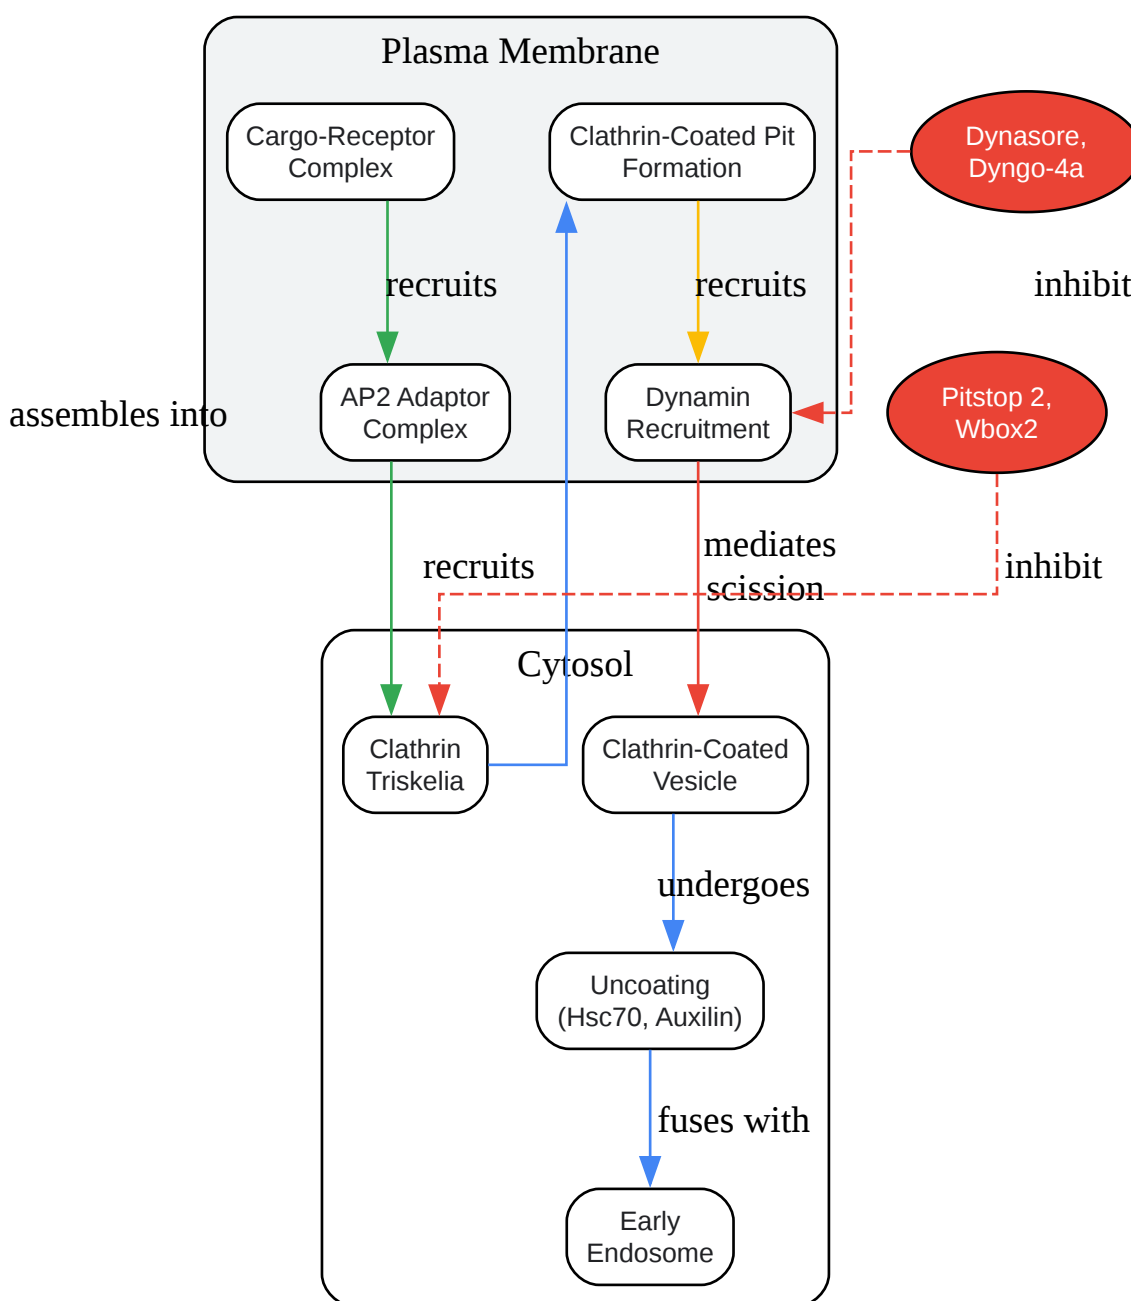 Plasma Membrane
Cargo-Receptor
Complex
Clathrin-Coated Pit
Formation
Dynasore,
Dyngo-4a
recruits
recruits
inhibit
assembles into
AP2 Adaptor
Complex
Dynamin
Recruitment
Pitstop 2,
Wbox2
recruits
mediates
scission
inhibit
Cytosol
Clathrin
Triskelia
Clathrin-Coated
Vesicle
undergoes
Uncoating
(Hsc70, Auxilin)
fuses with
Early
Endosome